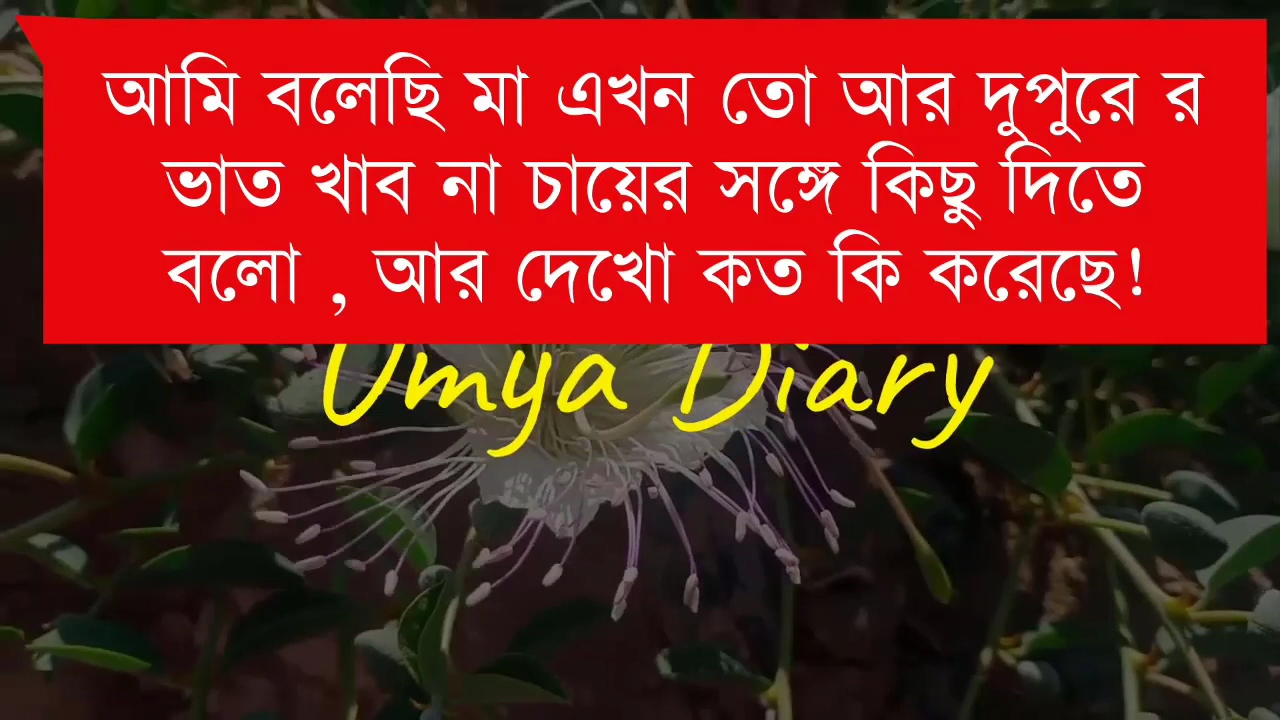 আমি বলেছি মা এখন তো আর দুপুরে র
ভাত খাব না চায়ের সঙ্গে কিছু দিতে
বলো , আর দেখো কত কি করেছে!
Umya Diary